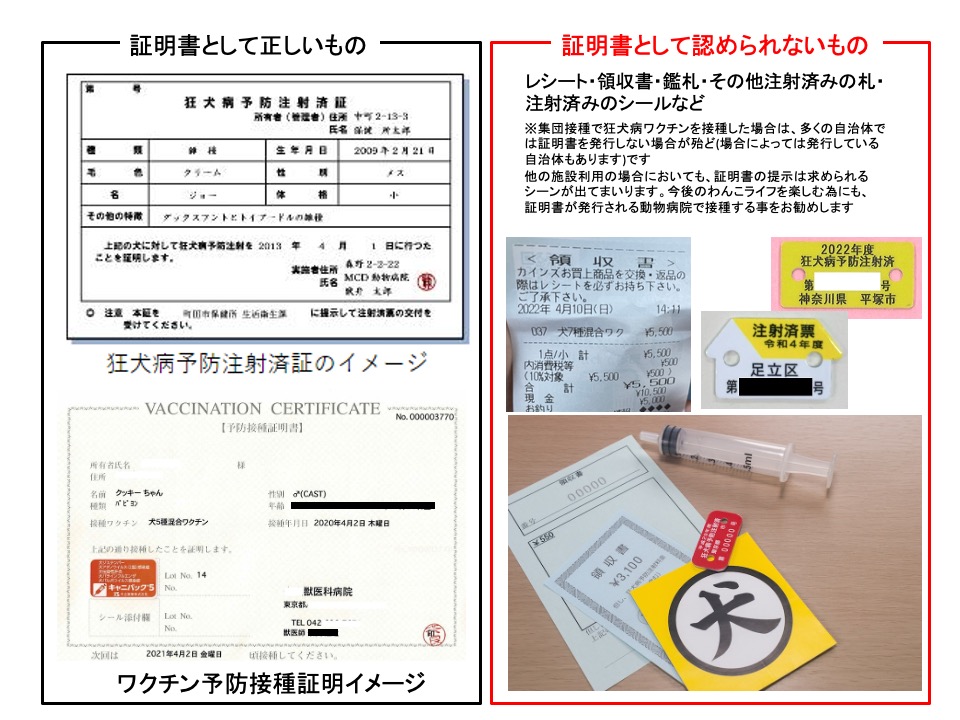 証明書として正しいもの
第 号
狂犬病予防注射済証
所有者(管理者)住所 中町2-13-3
氏名 保健 所太郎
種類 雑種 生年月日 2009年2月21日
毛色 クリーム 性別 メス
名 ジョー 体格 小
その他の特徴 ダックスフントとトイプードルの雑種
上記の犬に対して狂犬病予防注射を 2013 年 4 月 1 日に行つた
ことを証明します。
実施者住所 森野2-2-22
氏名 MCD動物病院
獣井 太郎
◎ 注意 本証を 町田市保健所 生活衛生課 に提示して注射済票の交付を
受けてください。
狂犬病予防注射済証のイメージ
VACCINATION CERTIFICATE
No.000003770
【予防接種証明書】
所有者氏名 様
住所
名前 クッキーちゃん 性別 ♂(CAST)
種類 パピヨン 年齢
接種ワクチン 犬5種混合ワクチン 接種年月日 2020年4月2日 木曜日
上記の通り接種したことを証明します。
キャニバック5
Lot No. 14
No.
シール添付欄
Lot No.
No.
獣医科病院
東京都
TEL 042
獣医師
次回は 2021年4月2日 金曜日 頃接種してください。
ワクチン予防接種証明イメージ
証明書として認められないもの
レシート・領収書・鑑札・その他注射済みの札・
注射済みのシールなど
※集団接種で狂犬病ワクチンを接種した場合は、多くの自治体で
は証明書を発行しない場合が殆ど(場合によっては発行している
自治体もあります)です
他の施設利用の場合においても、証明書の提示は求められる
シーンが出てまいります。今後のわんこライフを楽しむ為にも、
証明書が発行される動物病院で接種する事をお勧めします
<領収書>
カインズお買上商品を交換・返品の
際はレシートを必ずお持ち下さい。
ご了承下さい。
2022年 4月10日(日) 14:11
037 犬7種混合ワク ¥5,500
1点/小 計 ¥5,500
内消費税等 ¥500
(10%対象 ¥5,500 ¥500)
合 計 ¥5,500
現 金 ¥10,500
お釣り ¥5,000
2022年度
狂犬病予防注射済
第 号
神奈川県 平塚市
注射済票
令和4年度
足立区
第 号
00000
¥550
領収書
¥3,100
狂犬病予防注射済
第00000号
犬
5ml